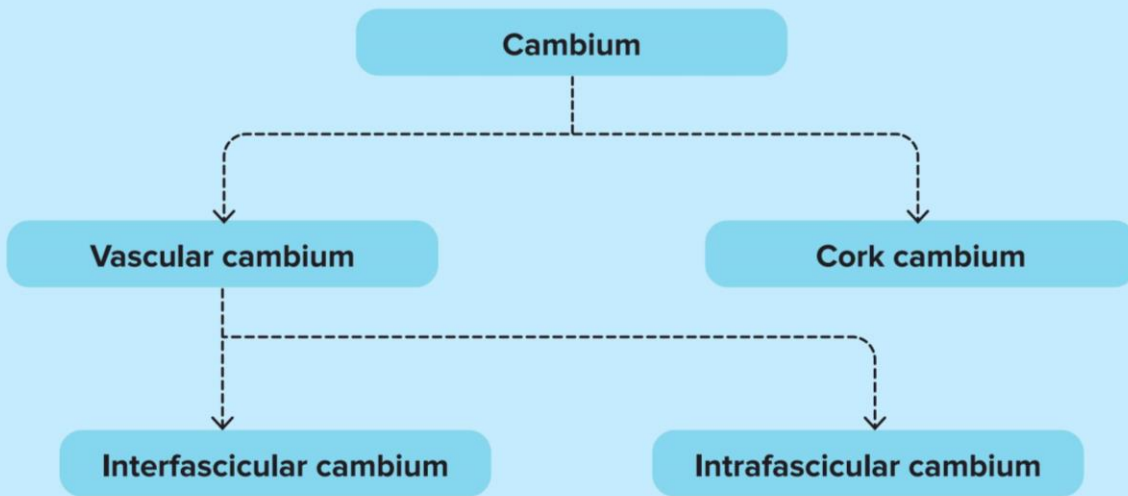 Cambium
Vascular cambium
Cork cambium
Interfascicular cambium
Intrafascicular cambium